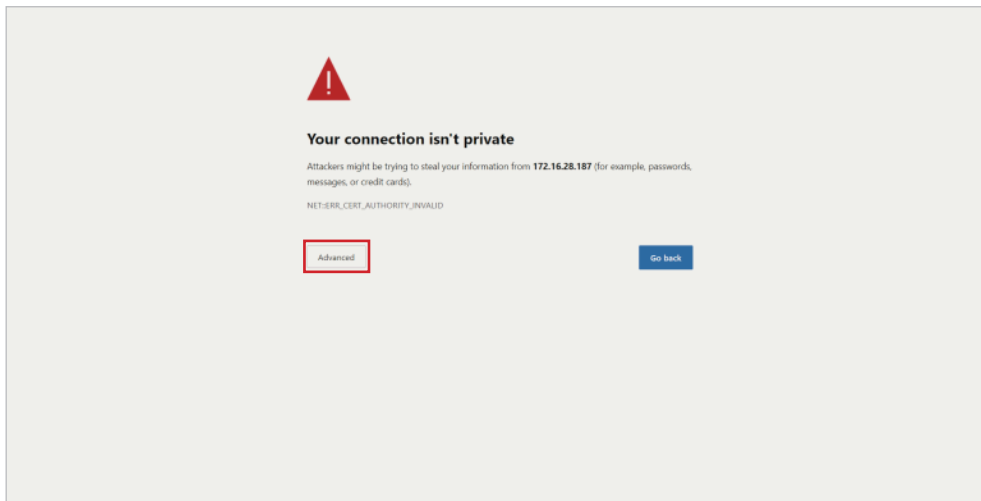 Your connection isn't private
Attackers might be trying to steal your information from 172.16.28.187 (for example, passwords,
messages, or credit cards).
NET::ERR_CERT_AUTHORITY_INVALID
Advanced
Go back